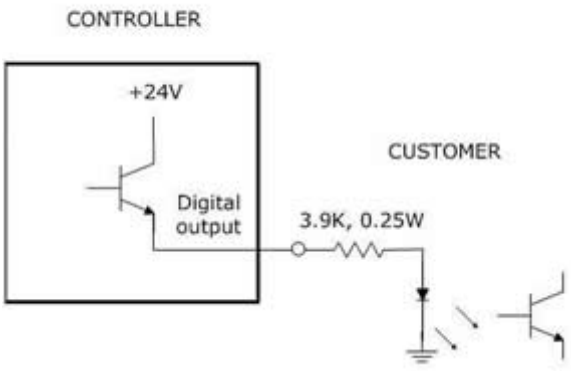 CONTROLLER
+24V
CUSTOMER
Digital
output
3.9K, 0.25W